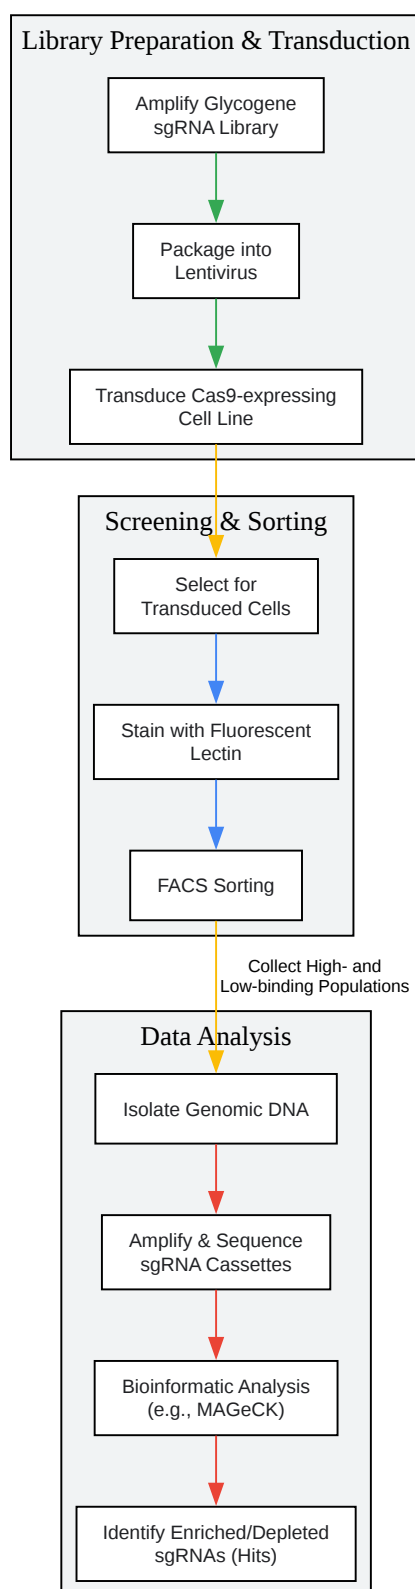 Library Preparation & Transduction
Amplify Glycogene
sgRNA Library
Package into
Lentivirus
Transduce Cas9-expressing
Cell Line
Screening & Sorting
Select for
Transduced Cells
Stain with Fluorescent
Lectin
FACS Sorting
Collect High- and
Low-binding Populations
Data Analysis
Isolate Genomic DNA
Amplify & Sequence
sgRNA Cassettes
Bioinformatic Analysis
(e.g., MAGeCK)
Identify Enriched/Depleted
sgRNAs (Hits)